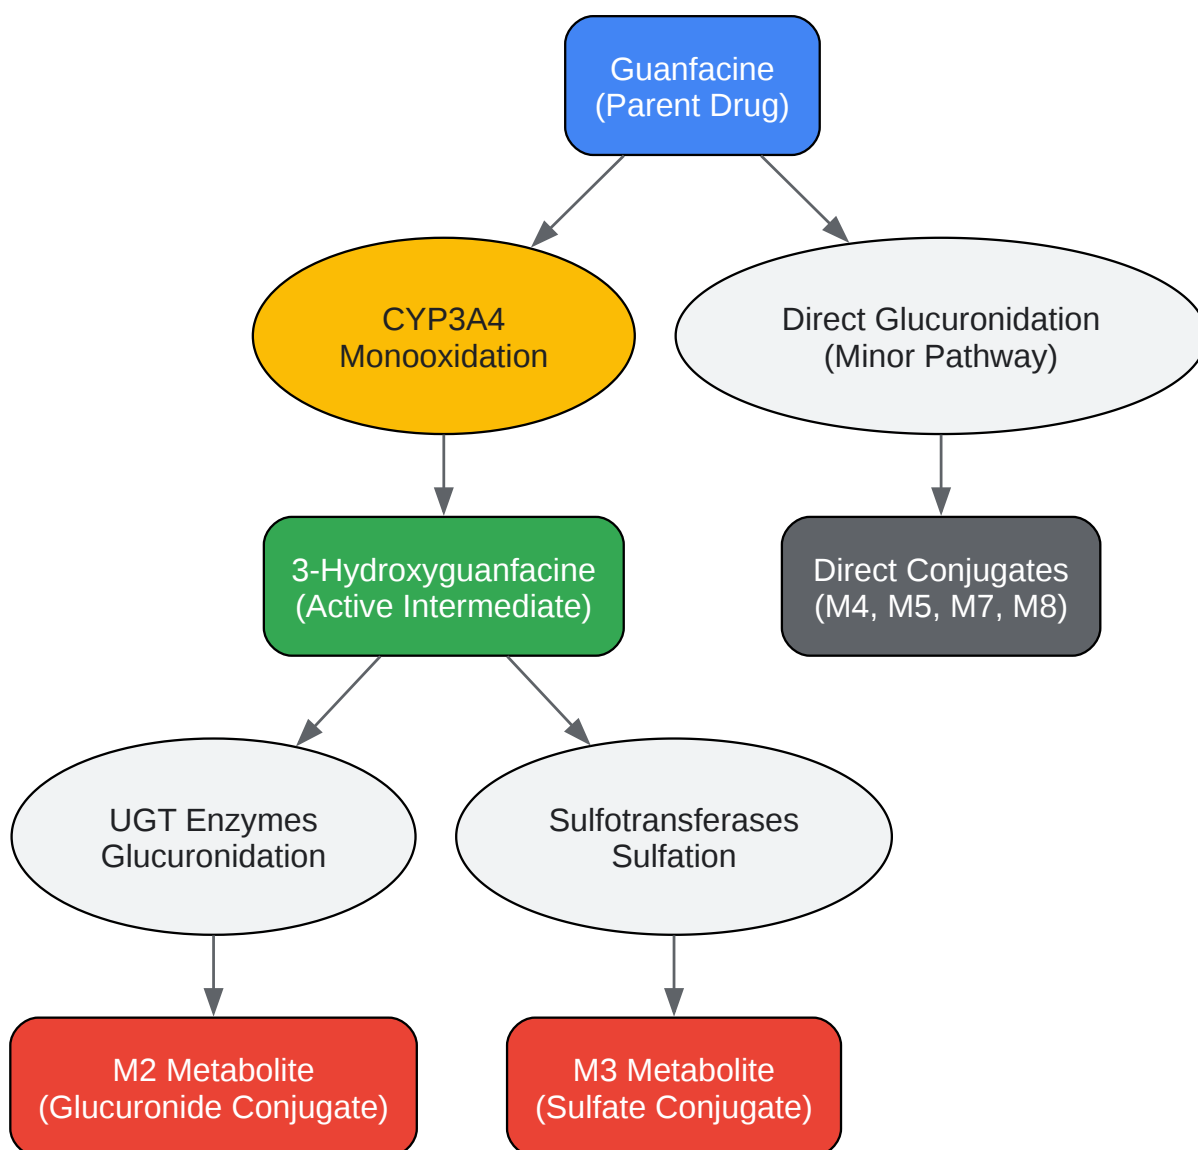 Guanfacine
(Parent Drug)
CYP3A4
Monooxidation
Direct Glucuronidation
(Minor Pathway)
3-Hydroxyguanfacine
(Active Intermediate)
Direct Conjugates
(M4, M5, M7, M8)
UGT Enzymes
Glucuronidation
Sulfotransferases
Sulfation
M2 Metabolite
(Glucuronide Conjugate)
M3 Metabolite
(Sulfate Conjugate)